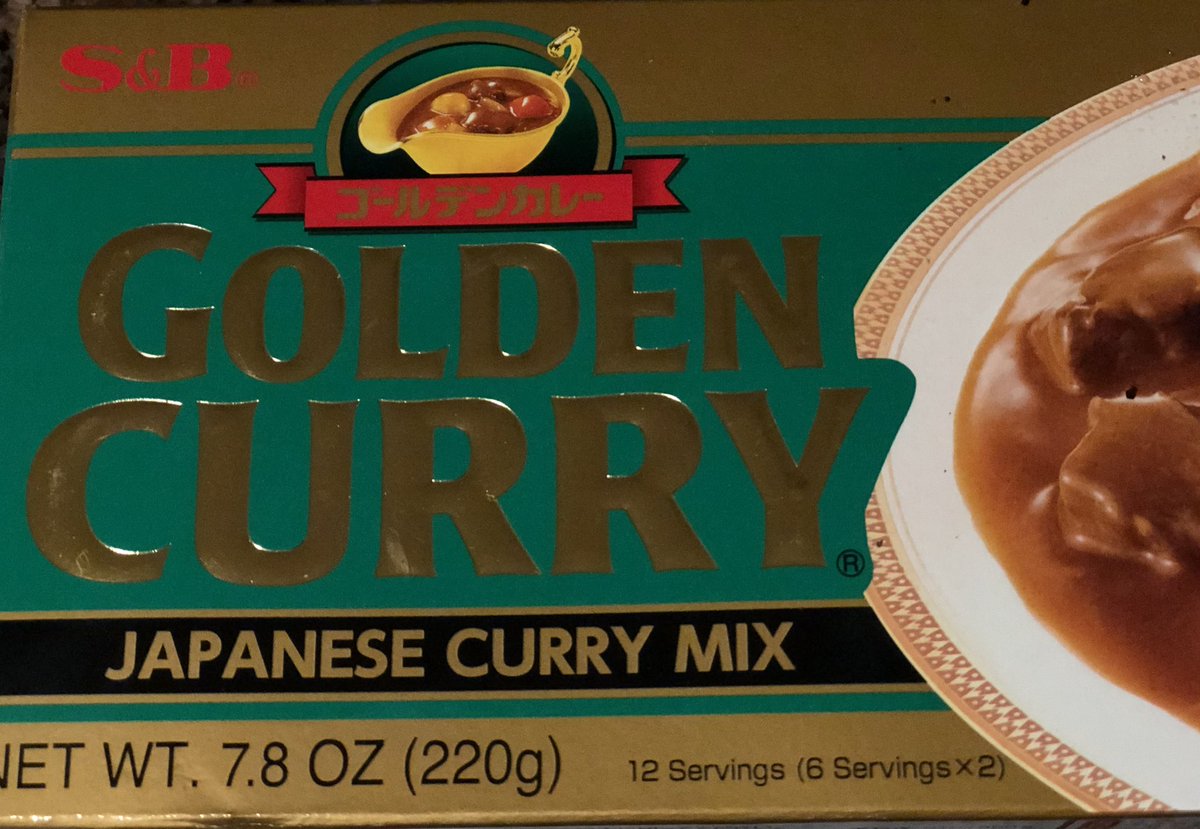 S&B®
ゴールデンカレー
GOLDEN
CURRY®
JAPANESE CURRY MIX
NET WT. 7.8 OZ (220g)
12 Servings (6 Servings×2)